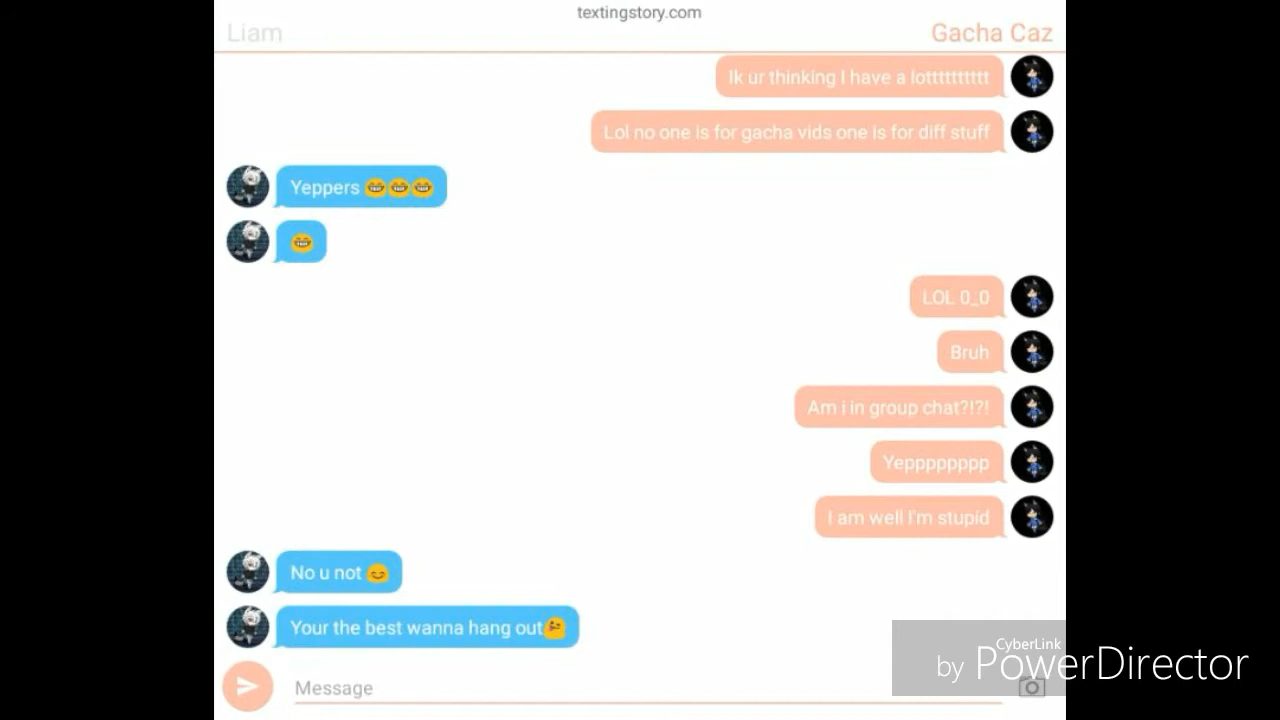 textingstory.com
Liam
Gacha Caz
Ik ur thinking I have a lottttttttt
Lol no one is for gacha vids one is for diff stuff
Yeppers 😂😂😂
😂
LOL 0_0
Bruh
Am i in group chat?!?!
Yepppppppp
I am well I'm stupid
No u not 😊
Your the best wanna hang out🤗
Message
CyberLink
by PowerDirector